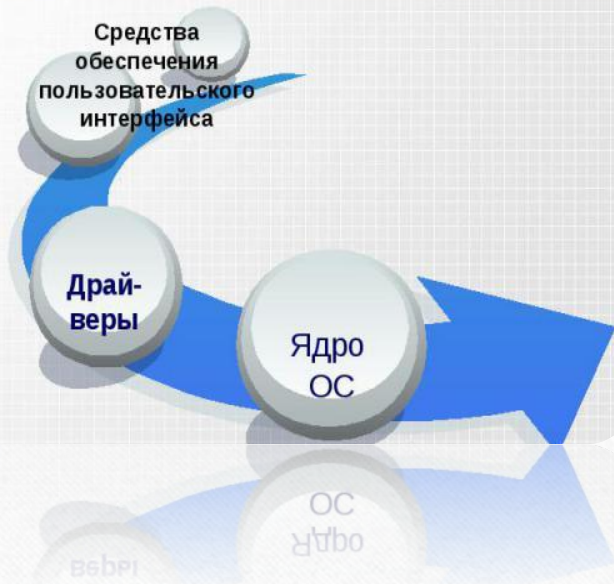 Средства
обеспечения
пользовательского
интерфейса
Драй-
веры
Ядро
ОС